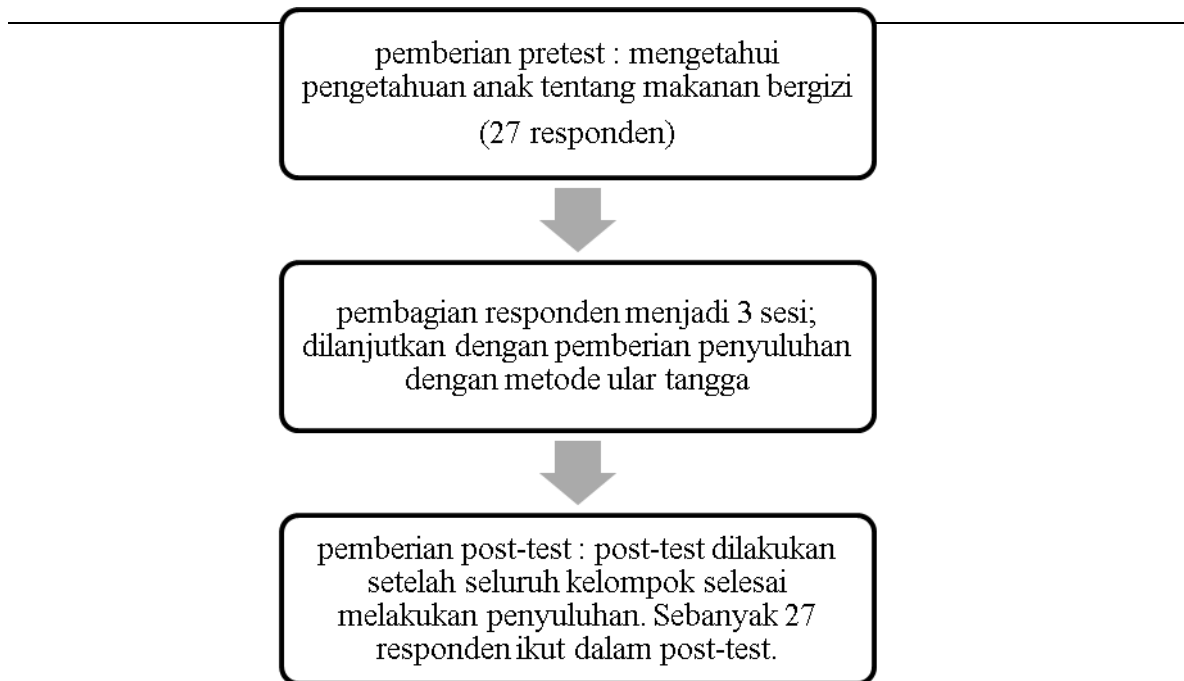 pemberian pretest : mengetahui
pengetahuan anak tentang makanan bergizi
(27 responden)
pembagian responden menjadi 3 sesi;
dilanjutkan dengan pemberian penyuluhan
dengan metode ular tangga
pemberian post-test : post-test dilakukan
setelah seluruh kelompok selesai
melakukan penyuluhan. Sebanyak 27
responden ikut dalam post-test.